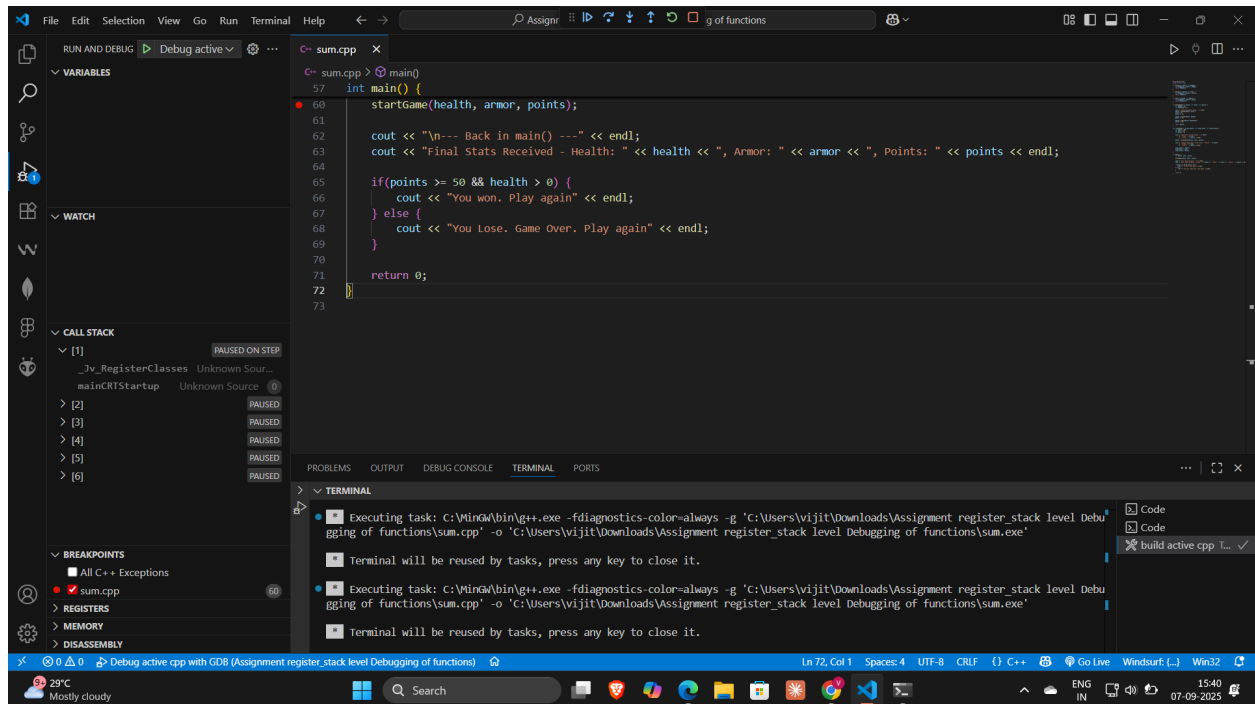 File Edit Selection View Go Run Terminal Help
Assignr
g of functions
RUN AND DEBUG Debug active
VARIABLES
WATCH
CALL STACK
[1] PAUSED ON STEP
_Jv_RegisterClasses Unknown Sour...
mainCRTStartup Unknown Source 0
[2] PAUSED
[3] PAUSED
[4] PAUSED
[5] PAUSED
[6] PAUSED
BREAKPOINTS
All C++ Exceptions
sum.cpp 60
REGISTERS
MEMORY
DISASSEMBLY
1
sum.cpp
sum.cpp > main()
57 int main() {
60 startGame(health, armor, points);
61
62 cout << "\n--- Back in main() ---" << endl;
63 cout << "Final Stats Received - Health: " << health << ", Armor: " << armor << ", Points: " << points << endl;
64
65 if(points >= 50 && health > 0) {
66 cout << "You won. Play again" << endl;
67 } else {
68 cout << "You Lose. Game Over. Play again" << endl;
69 }
70
71 return 0;
72 }
73
PROBLEMS OUTPUT DEBUG CONSOLE TERMINAL PORTS
TERMINAL
* Executing task: C:\MinGW\bin\g++.exe -fdiagnostics-color=always -g 'C:\Users\vijit\Downloads\Assignment register_stack level Debu
gging of functions\sum.cpp' -o 'C:\Users\vijit\Downloads\Assignment register_stack level Debugging of functions\sum.exe'
* Terminal will be reused by tasks, press any key to close it.
* Executing task: C:\MinGW\bin\g++.exe -fdiagnostics-color=always -g 'C:\Users\vijit\Downloads\Assignment register_stack level Debu
gging of functions\sum.cpp' -o 'C:\Users\vijit\Downloads\Assignment register_stack level Debugging of functions\sum.exe'
* Terminal will be reused by tasks, press any key to close it.
Code
Code
build active cpp T...
0 0 Debug active cpp with GDB (Assignment register_stack level Debugging of functions)
Ln 72, Col 1 Spaces: 4 UTF-8 CRLF {} C++ Go Live Windsurf: {...} Win32
9+ 29°C
Mostly cloudy
Search
ENG
IN
15:40
07-09-2025